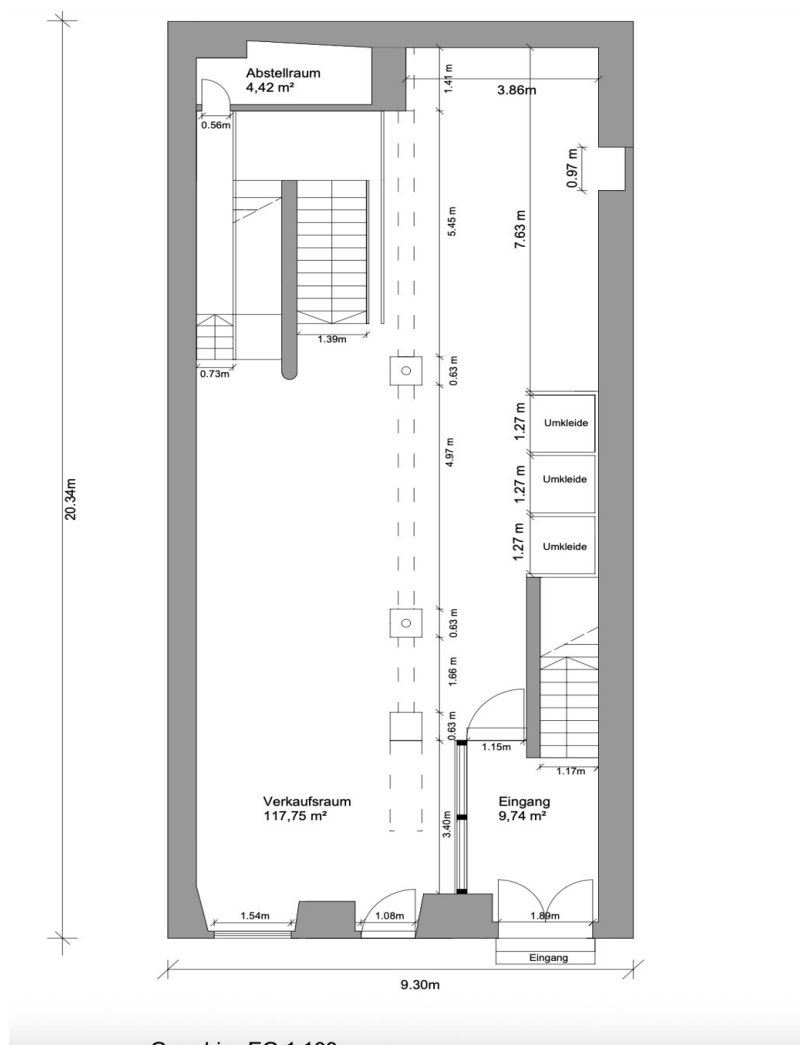 Abstellraum
4,42 m²
1.41 m
3.86m
0.56m
0.97 m
5.45 m
7.63 m
1.39m
0.73m
0.63 m
1.27 m
Umkleide
4.97 m
1.27 m
Umkleide
20.34m
1.27 m
Umkleide
0.63 m
1.66 m
0.63 m
1.15m
1.17m
Verkaufsraum
117,75 m²
3.40m
Eingang
9,74 m²
1.54m
1.08m
1.89m
Eingang
9.30m